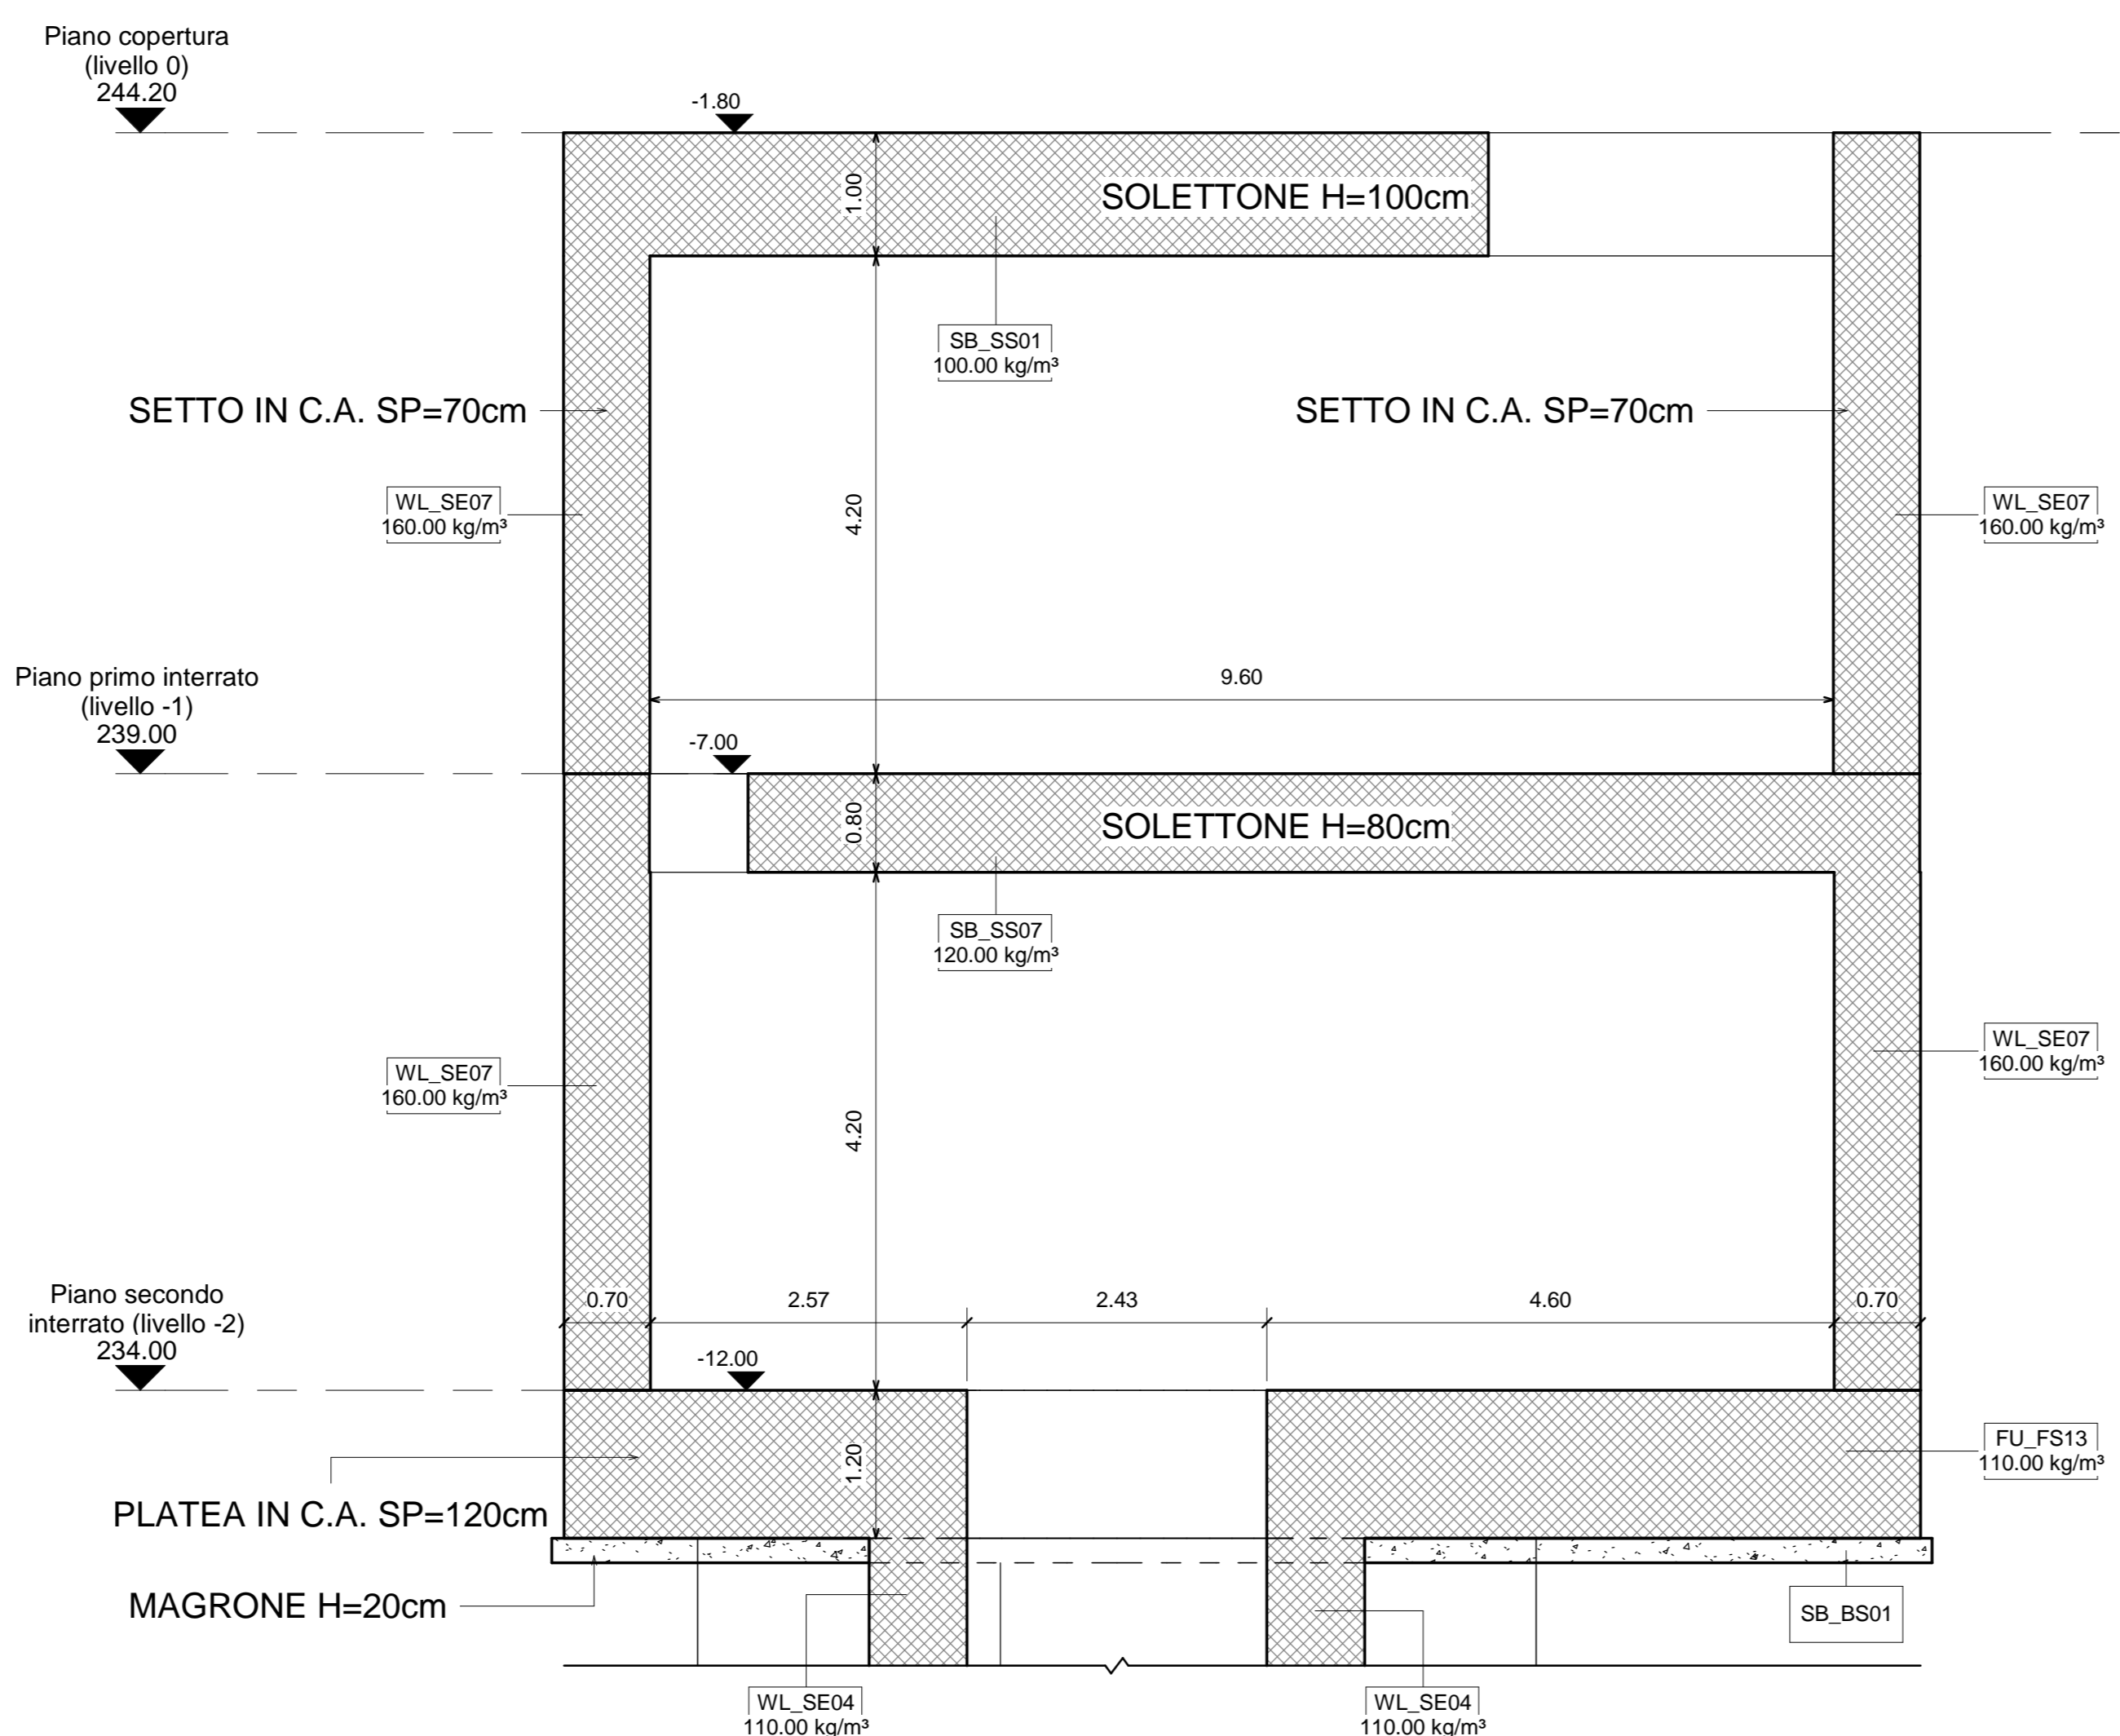 Piano copertura
(livello 0)
244.20
-1.80
1.00
SOLETTONE H=100cm
SB_SS01
100.00 kg/m³
SETTO IN C.A. SP=70cm
SETTO IN C.A. SP=70cm
WL_SE07
160.00 kg/m³
4.20
WL_SE07
160.00 kg/m³
Piano primo interrato
(livello -1)
239.00
9.60
-7.00
0.80
SOLETTONE H=80cm
SB_SS07
120.00 kg/m³
WL_SE07
160.00 kg/m³
4.20
WL_SE07
160.00 kg/m³
Piano secondo
interrato (livello -2)
234.00
0.70
2.57
2.43
4.60
0.70
-12.00
1.20
FU_FS13
110.00 kg/m³
PLATEA IN C.A. SP=120cm
MAGRONE H=20cm
SB_BS01
WL_SE04
110.00 kg/m³
WL_SE04
110.00 kg/m³